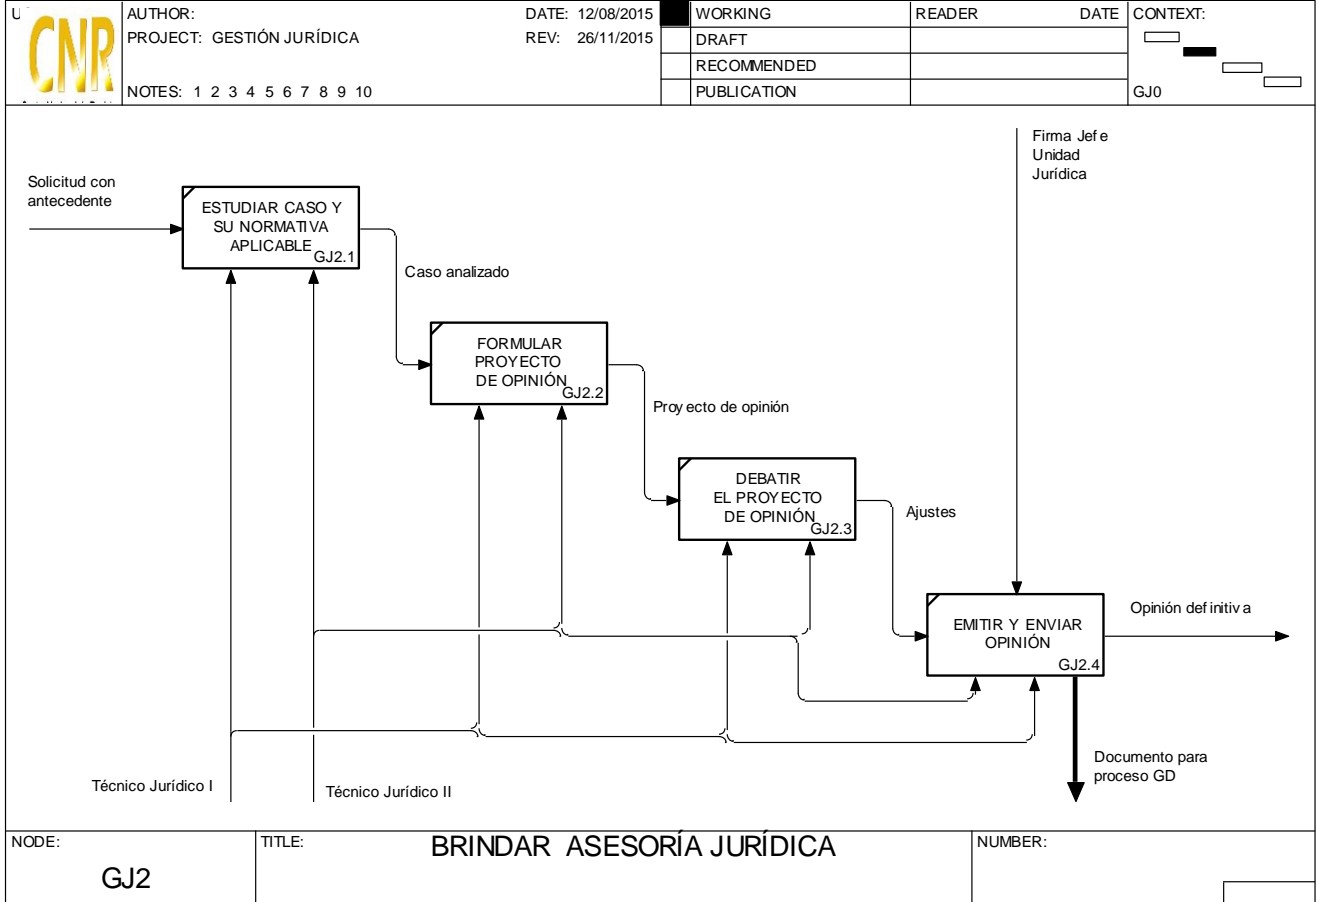 CNR
AUTHOR:
DATE: 12/08/2015
PROJECT: GESTIÓN JURÍDICA
REV: 26/11/2015
NOTES: 1 2 3 4 5 6 7 8 9 10
WORKING
DRAFT
RECOMMENDED
PUBLICATION
READER DATE
CONTEXT:
GJ0
Firma Jefe
Unidad
Jurídica
Solicitud con
antecedente
ESTUDIAR CASO Y
SU NORMATIVA
APLICABLE
GJ2.1
Caso analizado
FORMULAR
PROYECTO
DE OPINIÓN
GJ2.2
Proyecto de opinión
DEBATIR
EL PROYECTO
DE OPINIÓN
GJ2.3
Ajustes
EMITIR Y ENVIAR
OPINIÓN
GJ2.4
Opinión definitiva
Documento para
proceso GD
Técnico Jurídico I
Técnico Jurídico II
NODE:
GJ2
TITLE:
BRINDAR ASESORÍA JURÍDICA
NUMBER: